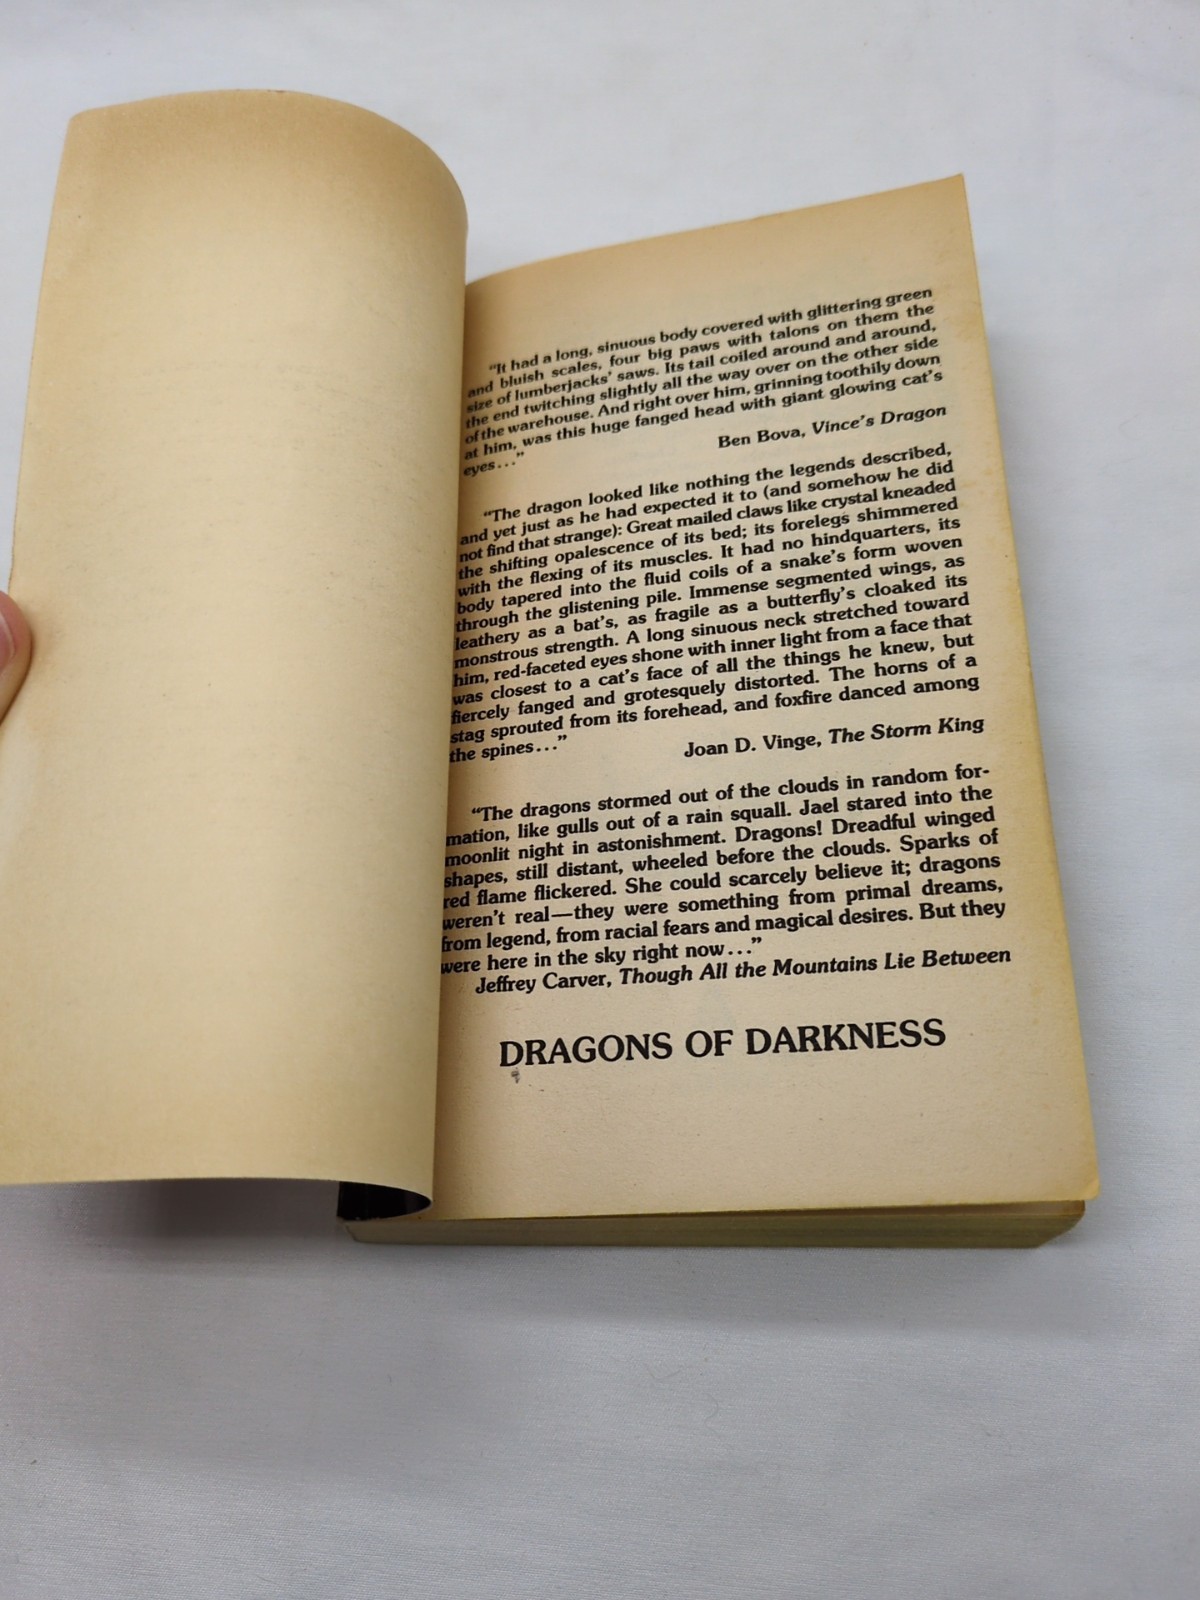 "It had a long, sinuous body covered with glittering green
and bluish scales, four big paws with talons on them the
size of lumberjacks' saws. Its tail coiled around and around,
the end twitching slightly all the way over on the other side
of the warehouse. And right over him, grinning toothily down
at him, was this huge fanged head with giant glowing cat's
eyes..."
Ben Bova, Vince's Dragon
"The dragon looked like nothing the legends described,
and yet just as he had expected it to (and somehow he did
not find that strange): Great mailed claws like crystal kneaded
the shifting opalescence of its bed; its forelegs shimmered
with the flexing of its muscles. It had no hindquarters, its
body tapered into the fluid coils of a snake's form woven
through the glistening pile. Immense segmented wings, as
leathery as a bat's, as fragile as a butterfly's cloaked its
monstrous strength. A long sinuous neck stretched toward
him, red-faceted eyes shone with inner light from a face that
was closest to a cat's face of all the things he knew, but
fiercely fanged and grotesquely distorted. The horns of a
stag sprouted from its forehead, and foxfire danced among
the spines..."
Joan D. Vinge, The Storm King
"The dragons stormed out of the clouds in random for-
mation, like gulls out of a rain squall. Jael stared into the
moonlit night in astonishment. Dragons! Dreadful winged
shapes, still distant, wheeled before the clouds. Sparks of
red flame flickered. She could scarcely believe it; dragons
weren't real—they were something from primal dreams,
from legend, from racial fears and magical desires. But they
were here in the sky right now..."
Jeffrey Carver, Though All the Mountains Lie Between
DRAGONS OF DARKNESS